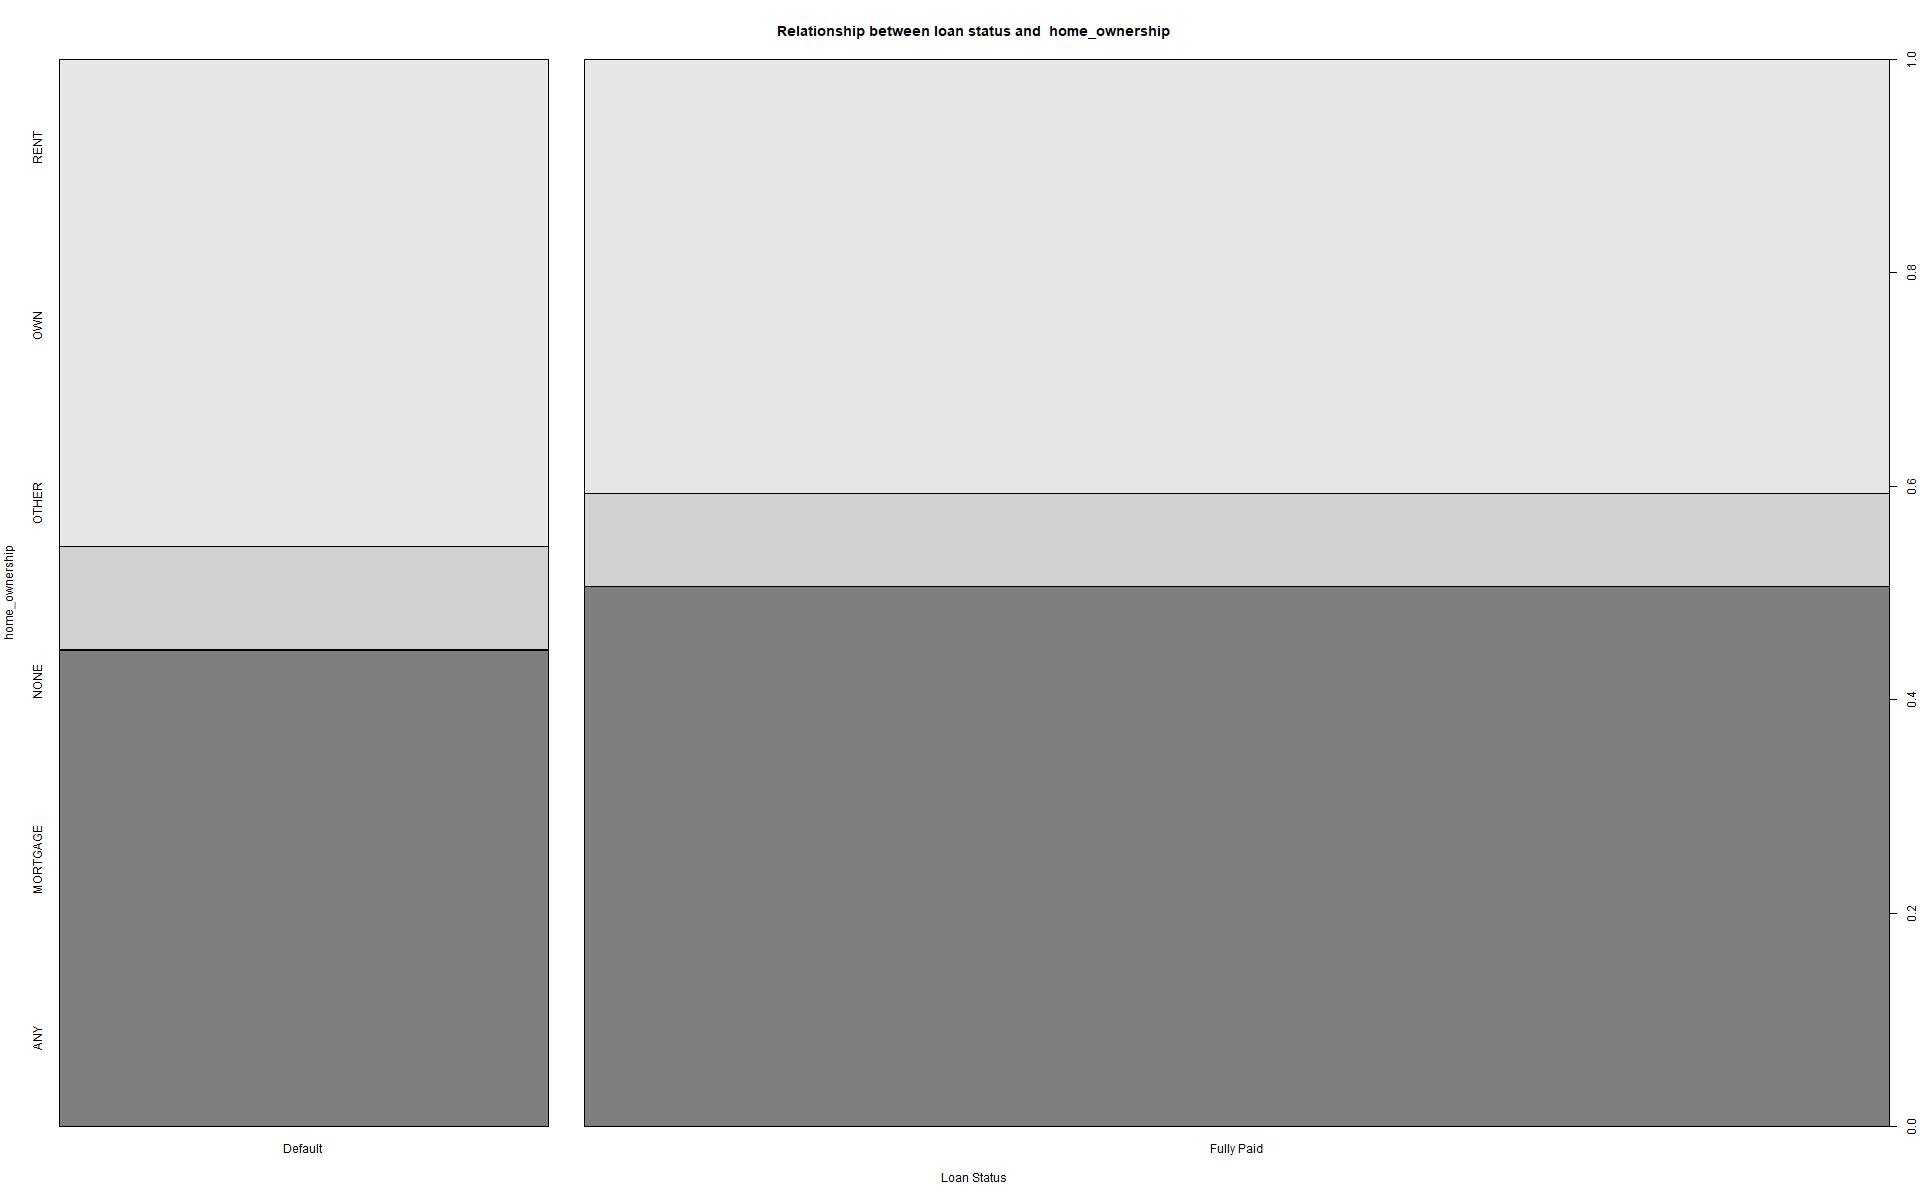 Relationship between loan status and  home_ownership
RENT
OWN
OTHER
NONE
MORTGAGE
ANY
home_ownership
1.0
0.8
0.6
0.4
0.2
0.0
Default
Fully Paid
Loan Status